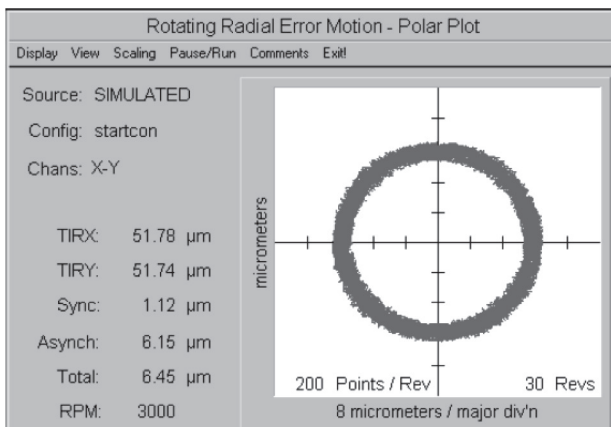 Rotating Radial Error Motion - Polar Plot
Display View Scaling Pause/Run Comments Exit!
Source: SIMULATED
Config: startcon
Chans: X-Y
TIRX: 51.78 µm
TIRY: 51.74 µm
Sync: 1.12 µm
Asynch: 6.15 µm
Total: 6.45 µm
RPM: 3000
micrometers
200 Points / Rev 30 Revs
8 micrometers / major div'n